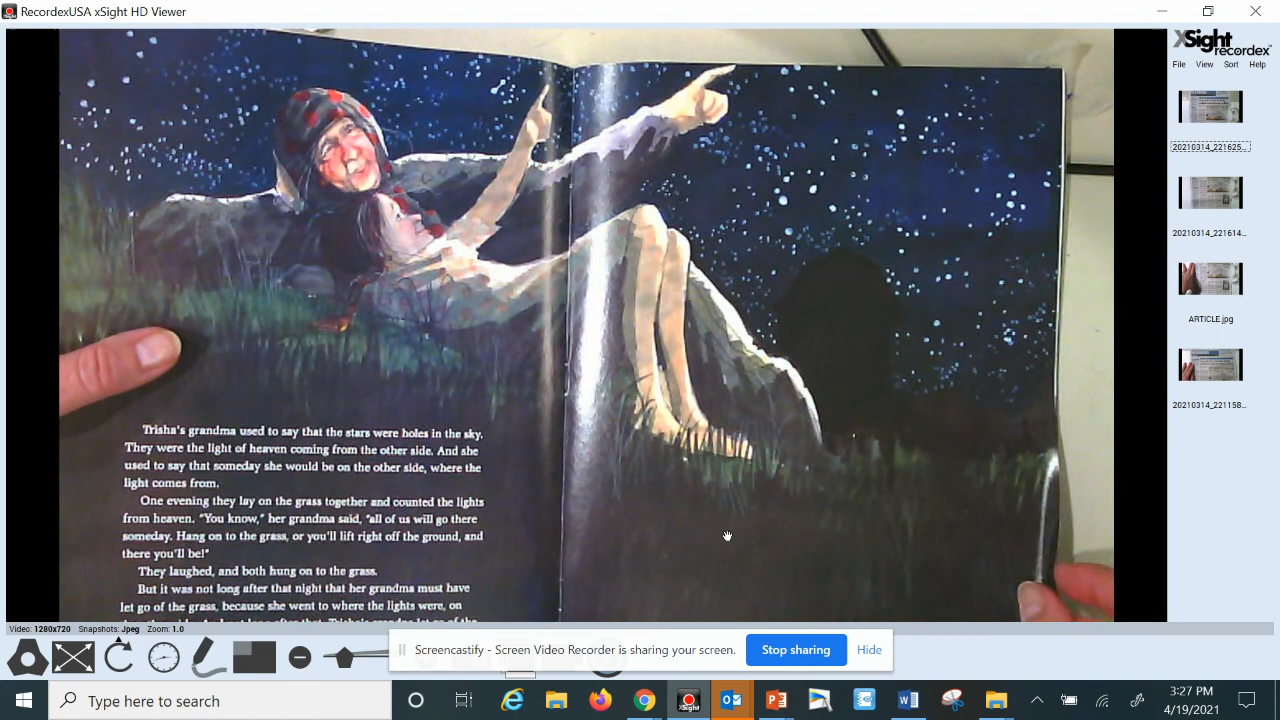 RecordexUSA xSight HD Viewer
XSight
recordex
File View Sort Help
20210314_221625...
20210314_221614...
ARTICLE.jpg
20210314_221158...
Trisha's grandma used to say that the stars were holes in the sky.
They were the light of heaven coming from the other side. And she
used to say that someday she would be on the other side, where the
light comes from.
One evening they lay on the grass together and counted the lights
from heaven. "You know," her grandma said, "all of us will go there
someday. Hang on to the grass, or you'll lift right off the ground, and
there you'll be!"
They laughed, and both hung on to the grass.
But it was not long after that night that her grandma must have
let go of the grass, because she went to where the lights were, on
Video: 1280x720 Snapshots: Jpeg Zoom: 1.0
Screencastify - Screen Video Recorder is sharing your screen.
Stop sharing
Hide
Type here to search
xSight
3:27 PM
4/19/2021